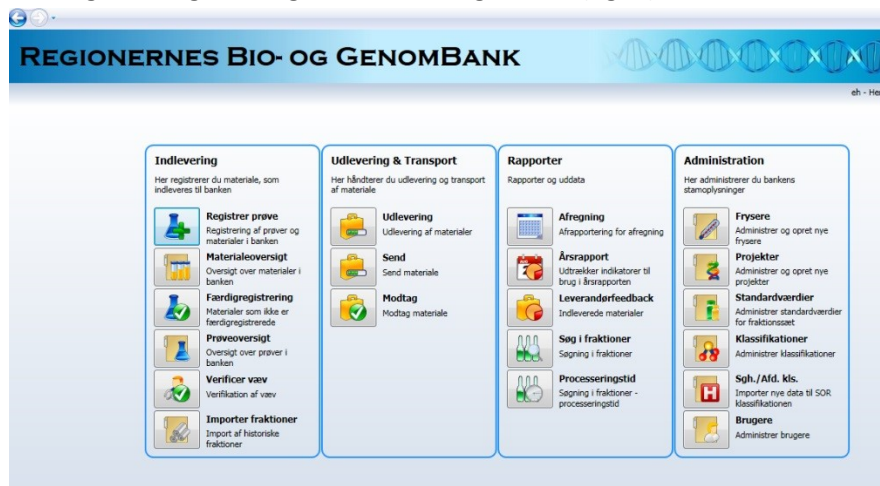 REGIONERNES BIO- OG GENOMBANK
Indlevering
Her registrerer du materiale, som
indleveres til banken
Registrer prøve
Registrering af prøver og
materialer i banken
Materialeoversigt
Oversigt over materialer i
banken
Færdigregistrering
Materialer som ikke er
færdigregistrerede
Prøveoversigt
Oversigt over prøver i
banken
Verificer væv
Verifikation af væv
Importer fraktioner
Import af historiske
fraktioner
Udlevering & Transport
Her håndterer du udlevering og transport
af materiale
Udlevering
Udlevering af materialer
Send
Send materiale
Modtag
Modtag materiale
Rapporter
Rapporter og uddata
Afregning
Afrapportering for afregning
Årsrapport
Udtrækker indikatorer til
brug i årsrapporten
Leverandørfeedback
Indleverede materialer
Søg i fraktioner
Søgning i fraktioner
Processeringstid
Søgning i fraktioner -
processeringstid
Administration
Her administrerer du bankens
stamoplysninger
Frysere
Administrer og opret nye
frysere
Projekter
Administrer og opret nye
projekter
Standardværdier
Administrer standardværdier
for fraktionssæt
Klassifikationer
Administrer klassifikationer
Sgh./Afd. kls.
Importer nye data til SOR
klassifikationen
Brugere
Administrer brugere